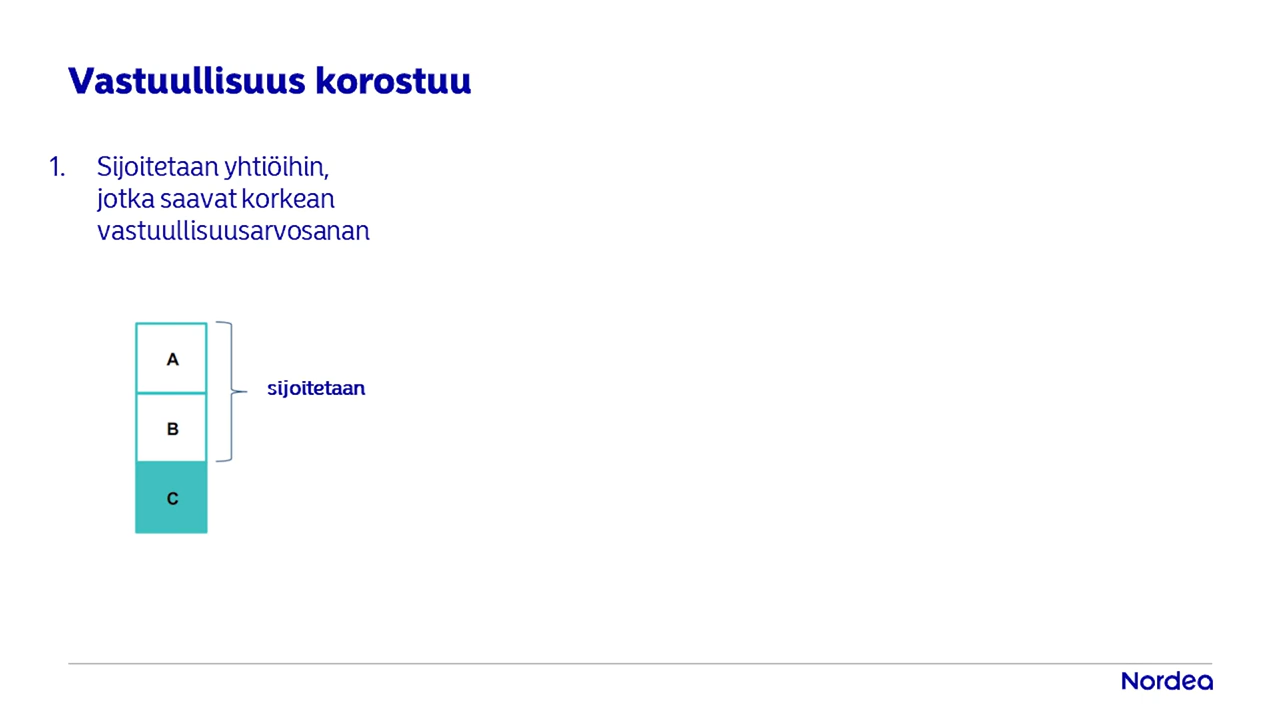 Vastuullisuus korostuu
1. Sijoitetaan yhtiöihin,
jotka saavat korkean
vastuullisuusarvosanan
A
sijoitetaan
B
C
Nordea